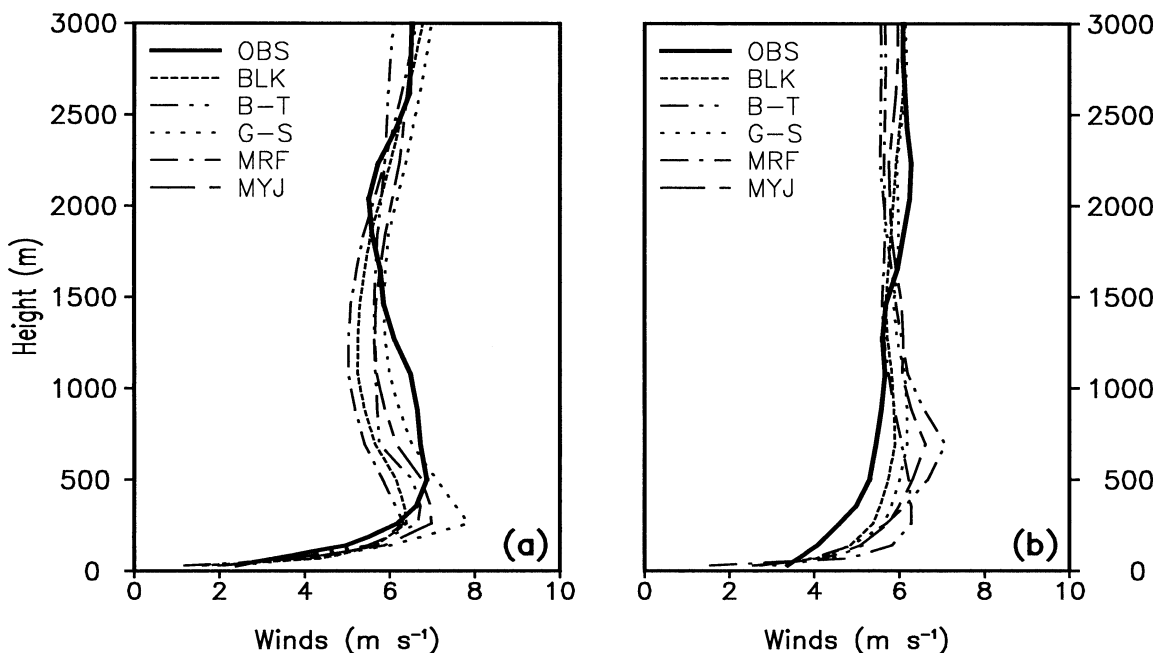 3000
2500
2000
1500
1000
500
0
Height (m)
OBS
BLK
B–T
G–S
MRF
MYJ
(a)
0 2 4 6 8 10
Winds (m s⁻¹)
OBS
BLK
B–T
G–S
MRF
MYJ
(b)
3000
2500
2000
1500
1000
500
0
0 2 4 6 8 10
Winds (m s⁻¹)